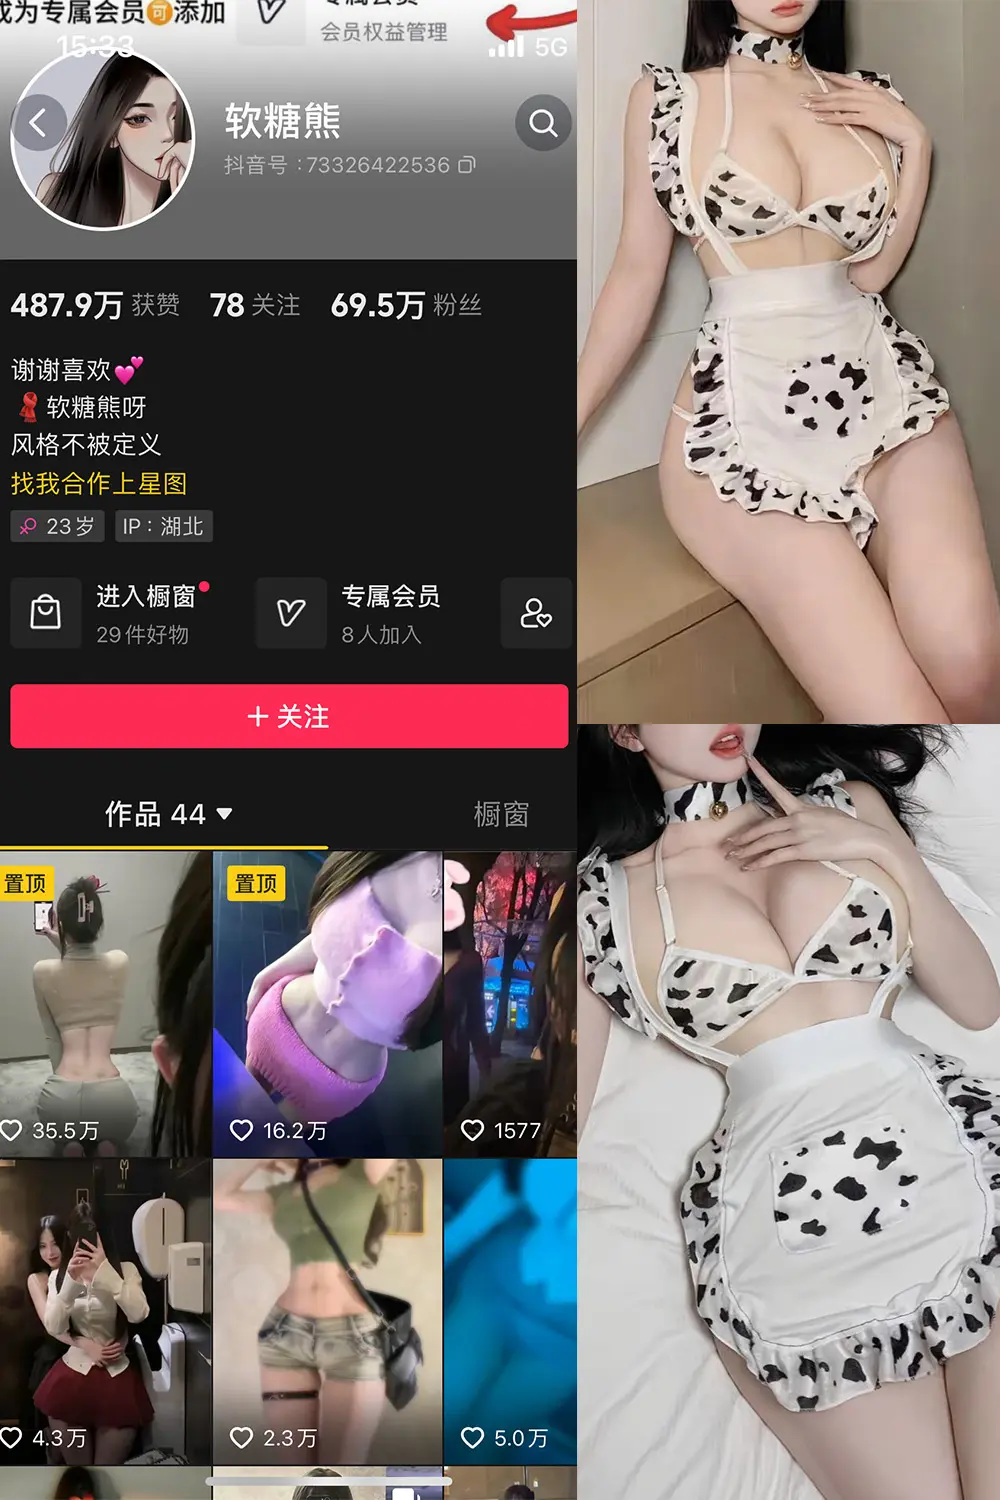 成为专属会员可添加
专属会员
会员权益管理
15:33
5G
软糖熊
抖音号：73326422536
487.9万 获赞 78 关注 69.5万 粉丝
谢谢喜欢💕
🧣软糖熊呀
风格不被定义
找我合作上星图
23岁 IP：湖北
进入橱窗
29件好物
专属会员
8人加入
+ 关注
作品 44
橱窗
置顶
置顶
35.5万
16.2万
1577
4.3万
2.3万
5.0万